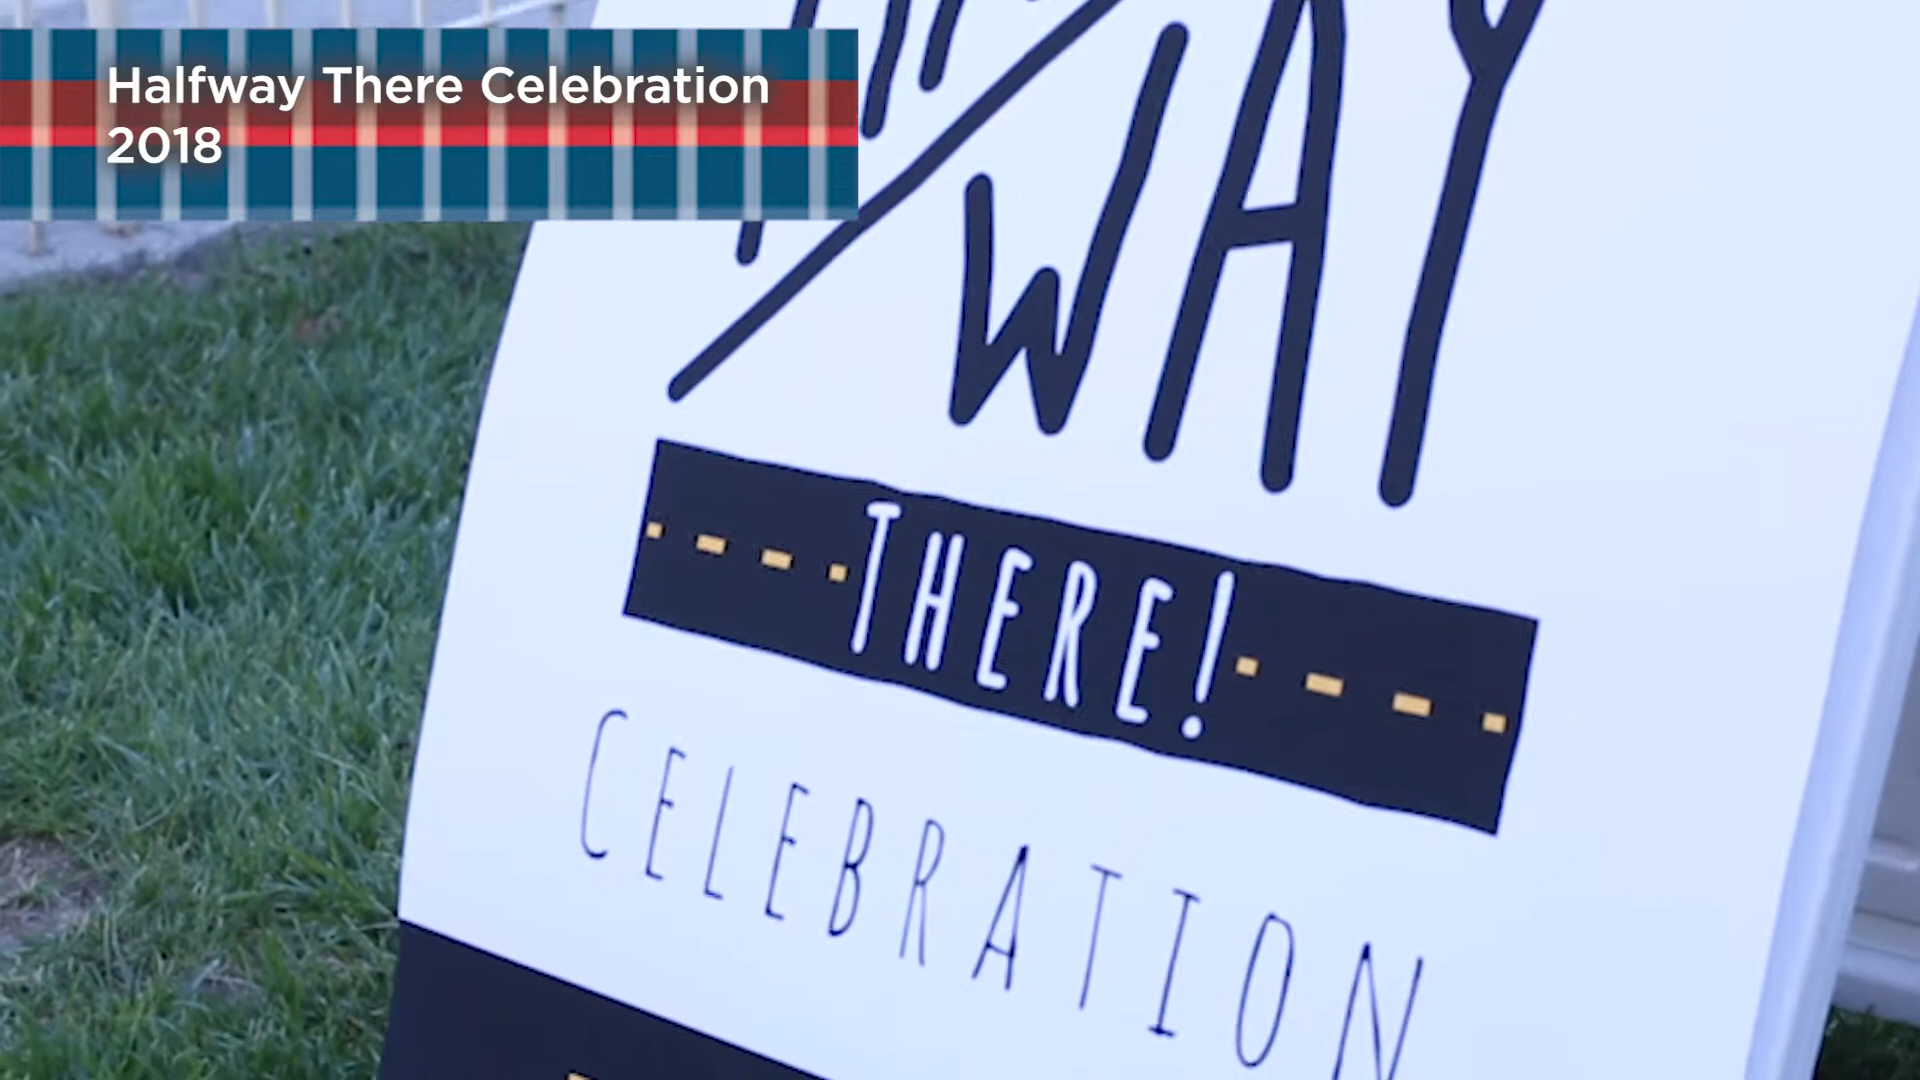 Halfway There Celebration
2018
WAY
THERE!
CELEBRATION